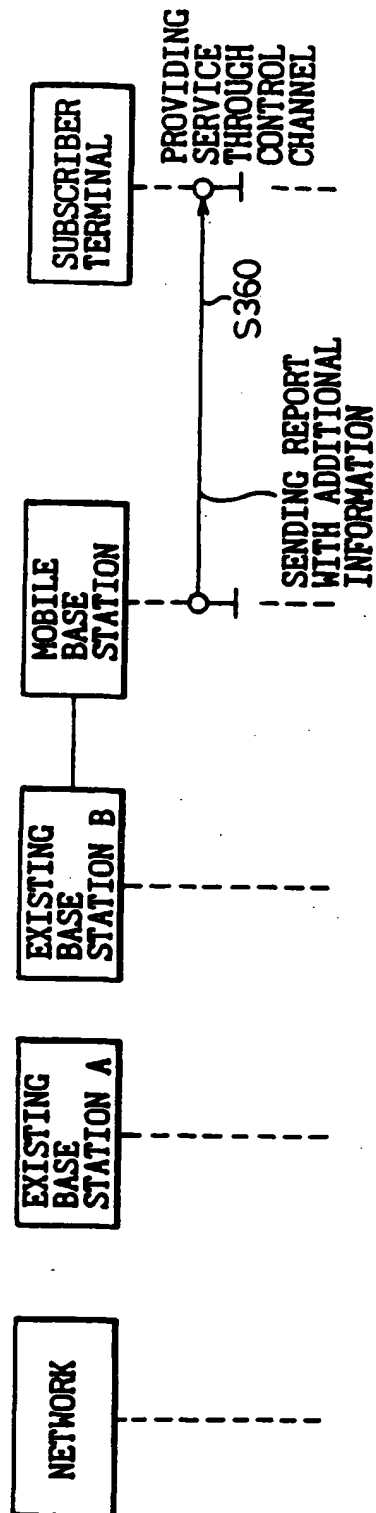 NETWORK
EXISTING
BASE
STATION A
EXISTING
BASE
STATION B
MOBILE
BASE
STATION
SUBSCRIBER
TERMINAL
S360
SENDING REPORT
WITH ADDITIONAL
INFORMATION
PROVIDING
SERVICE
THROUGH
CONTROL
CHANNEL